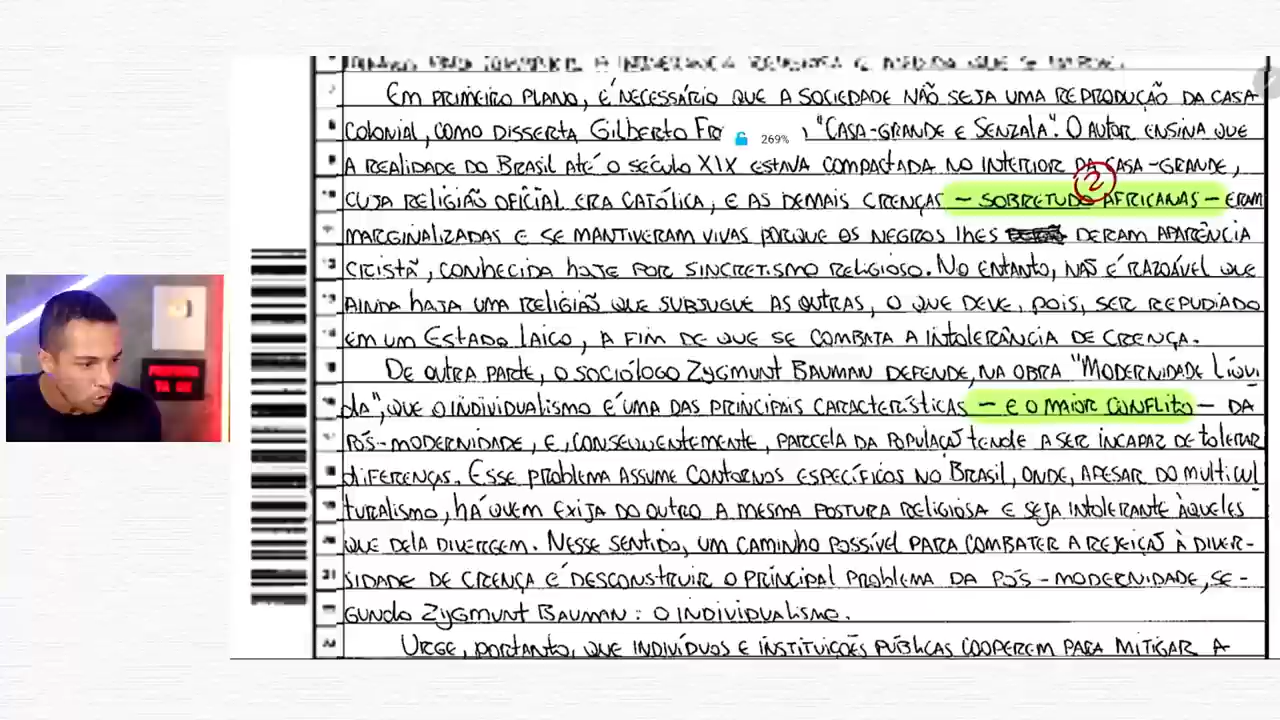 Em primeiro plano, é necessário que a sociedade não seja uma reprodução da casa
colonial, como disserta Gilberto Fr 269% "Casa-Grande e Senzala". O autor ensina que
a realidade do Brasil até o século XIX estava compactada no interior da casa-grande,
2
cuja religião oficial era católica, e as demais crenças – sobretudo africanas – eram
marginalizadas e se mantiveram vivas porque os negros lhes deram aparência
cristã, conhecida hoje por sincretismo religioso. No entanto, não é razoável que
ainda haja uma religião que subjugue as outras, o que deve, pois, ser repudiado
em um Estado laico, a fim de que se combata a intolerância de crença.
De outra parte, o sociólogo Zygmunt Bauman defende, na obra "Modernidade Líqui
da", que o individualismo é uma das principais características – e o maior conflito – da
pós-modernidade, e, consequentemente, parcela da população tende a ser incapaz de tolerar
diferenças. Esse problema assume contornos específicos no Brasil, onde, apesar do multicul
turalismo, há quem exija do outro a mesma postura religiosa e seja intolerante àqueles
que dela divergem. Nesse sentido, um caminho possível para combater a rejeição à diver-
sidade de crença é desconstruir o principal problema da pós-modernidade, se-
gundo Zygmunt Bauman: o individualismo.
Urge, portanto, que indivíduos e instituições públicas cooperem para mitigar a